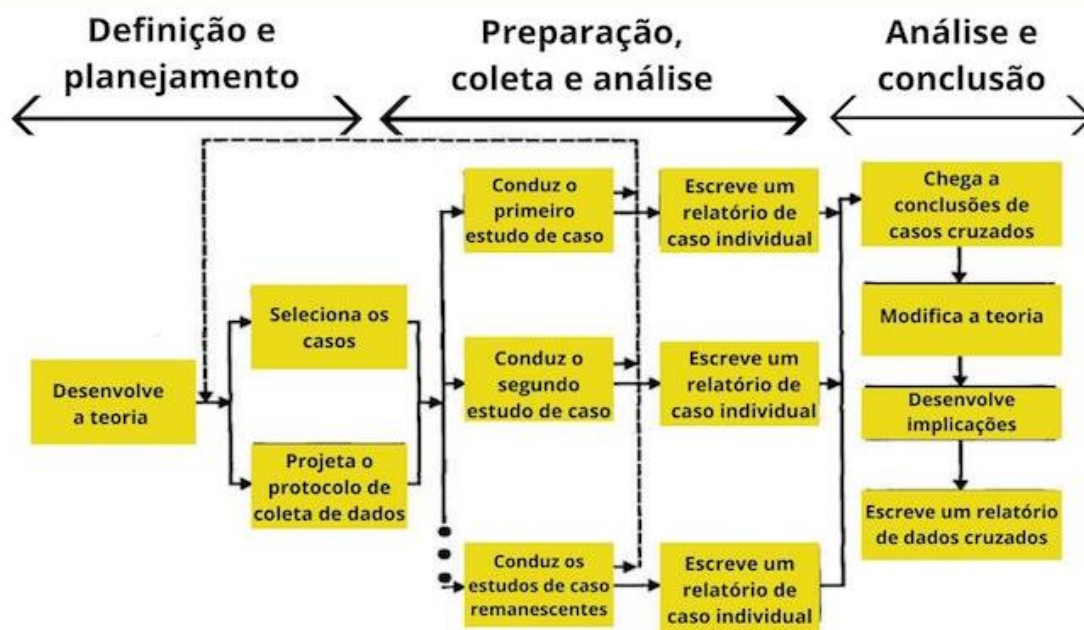 Definição e
planejamento
Preparação,
coleta e análise
Análise e
conclusão
Desenvolve
a teoria
Seleciona os
casos
Projeta o
protocolo de
coleta de dados
Conduz o
primeiro
estudo de caso
Escreve um
relatório de
caso individual
Conduz o
segundo
estudo de caso
Escreve um
relatório de
caso individual
Conduz os
estudos de caso
remanescentes
Escreve um
relatório de
caso individual
Chega a
conclusões de
casos cruzados
Modifica a teoria
Desenvolve
implicações
Escreve um relatório
de dados cruzados